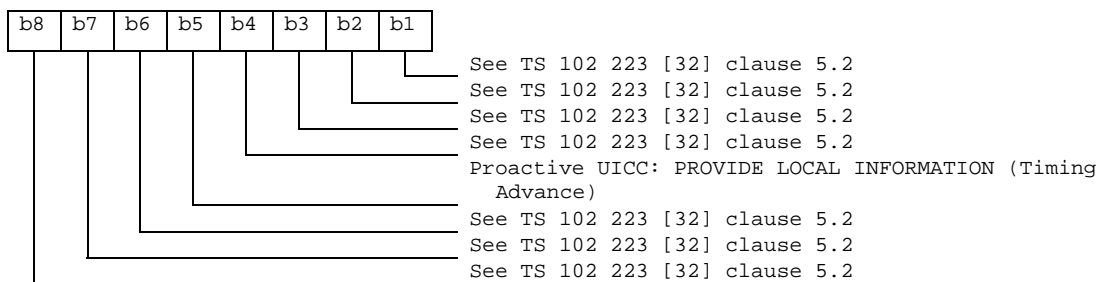 b8 b7 b6 b5 b4 b3 b2 b1
See TS 102 223 [32] clause 5.2
See TS 102 223 [32] clause 5.2
See TS 102 223 [32] clause 5.2
See TS 102 223 [32] clause 5.2
Proactive UICC: PROVIDE LOCAL INFORMATION (Timing
Advance)
See TS 102 223 [32] clause 5.2
See TS 102 223 [32] clause 5.2
See TS 102 223 [32] clause 5.2